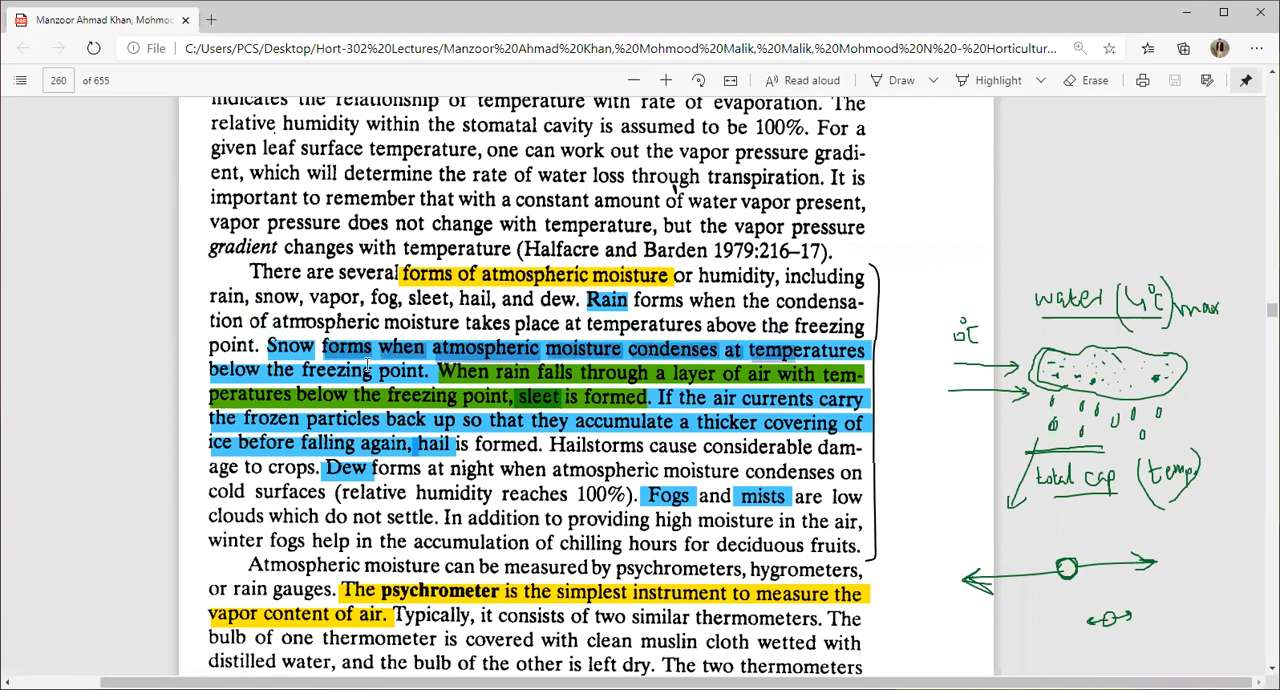 Manzoor Ahmad Khan, Mohmoo
File
C:/Users/PCS/Desktop/Hort-302%20Lectures/Manzoor%20Ahmad%20Khan,%20Mohmood%20Malik,%20Malik,%20Mohmood%20N%20-%20Horticultur...
260 of 655
Read aloud
Draw
Highlight
Erase
indicates the relationship of temperature with rate of evaporation. The
relative humidity within the stomatal cavity is assumed to be 100%. For a
given leaf surface temperature, one can work out the vapor pressure gradi-
ent, which will determine the rate of water loss through transpiration. It is
important to remember that with a constant amount of water vapor present,
vapor pressure does not change with temperature, but the vapor pressure
gradient changes with temperature (Halfacre and Barden 1979:216–17).
There are several forms of atmospheric moisture or humidity, including
rain, snow, vapor, fog, sleet, hail, and dew. Rain forms when the condensa-
tion of atmospheric moisture takes place at temperatures above the freezing
point. Snow forms when atmospheric moisture condenses at temperatures
below the freezing point. When rain falls through a layer of air with tem-
peratures below the freezing point, sleet is formed. If the air currents carry
the frozen particles back up so that they accumulate a thicker covering of
ice before falling again, hail is formed. Hailstorms cause considerable dam-
age to crops. Dew forms at night when atmospheric moisture condenses on
cold surfaces (relative humidity reaches 100%). Fogs and mists are low
clouds which do not settle. In addition to providing high moisture in the air,
winter fogs help in the accumulation of chilling hours for deciduous fruits.
Atmospheric moisture can be measured by psychrometers, hygrometers,
or rain gauges. The psychrometer is the simplest instrument to measure the
vapor content of air. Typically, it consists of two similar thermometers. The
bulb of one thermometer is covered with clean muslin cloth wetted with
distilled water, and the bulb of the other is left dry. The two thermometers
water (4°C) max
0°C
total cap (temp)